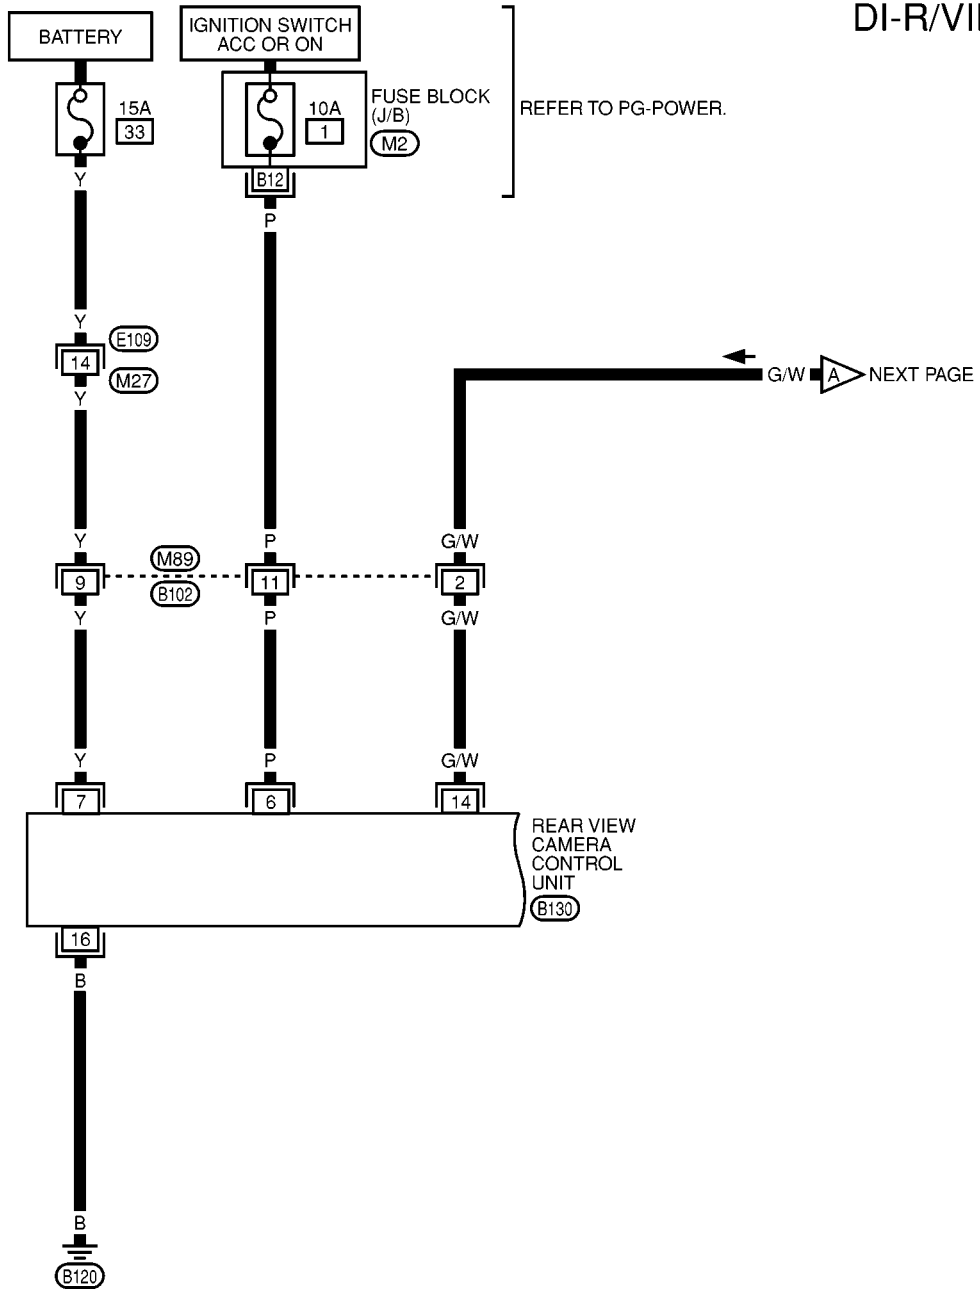 DI-R/VI
BATTERY
IGNITION SWITCH
ACC OR ON
15A
33
10A
1
FUSE BLOCK
(J/B)
M2
REFER TO PG-POWER.
Y
B12
P
Y
E109
14
M27
Y
G/W
A
NEXT PAGE
Y
P
G/W
M89
9
11
2
B102
Y
P
G/W
Y
P
G/W
7
6
14
REAR VIEW
CAMERA
CONTROL
UNIT
B130
16
B
B
B120